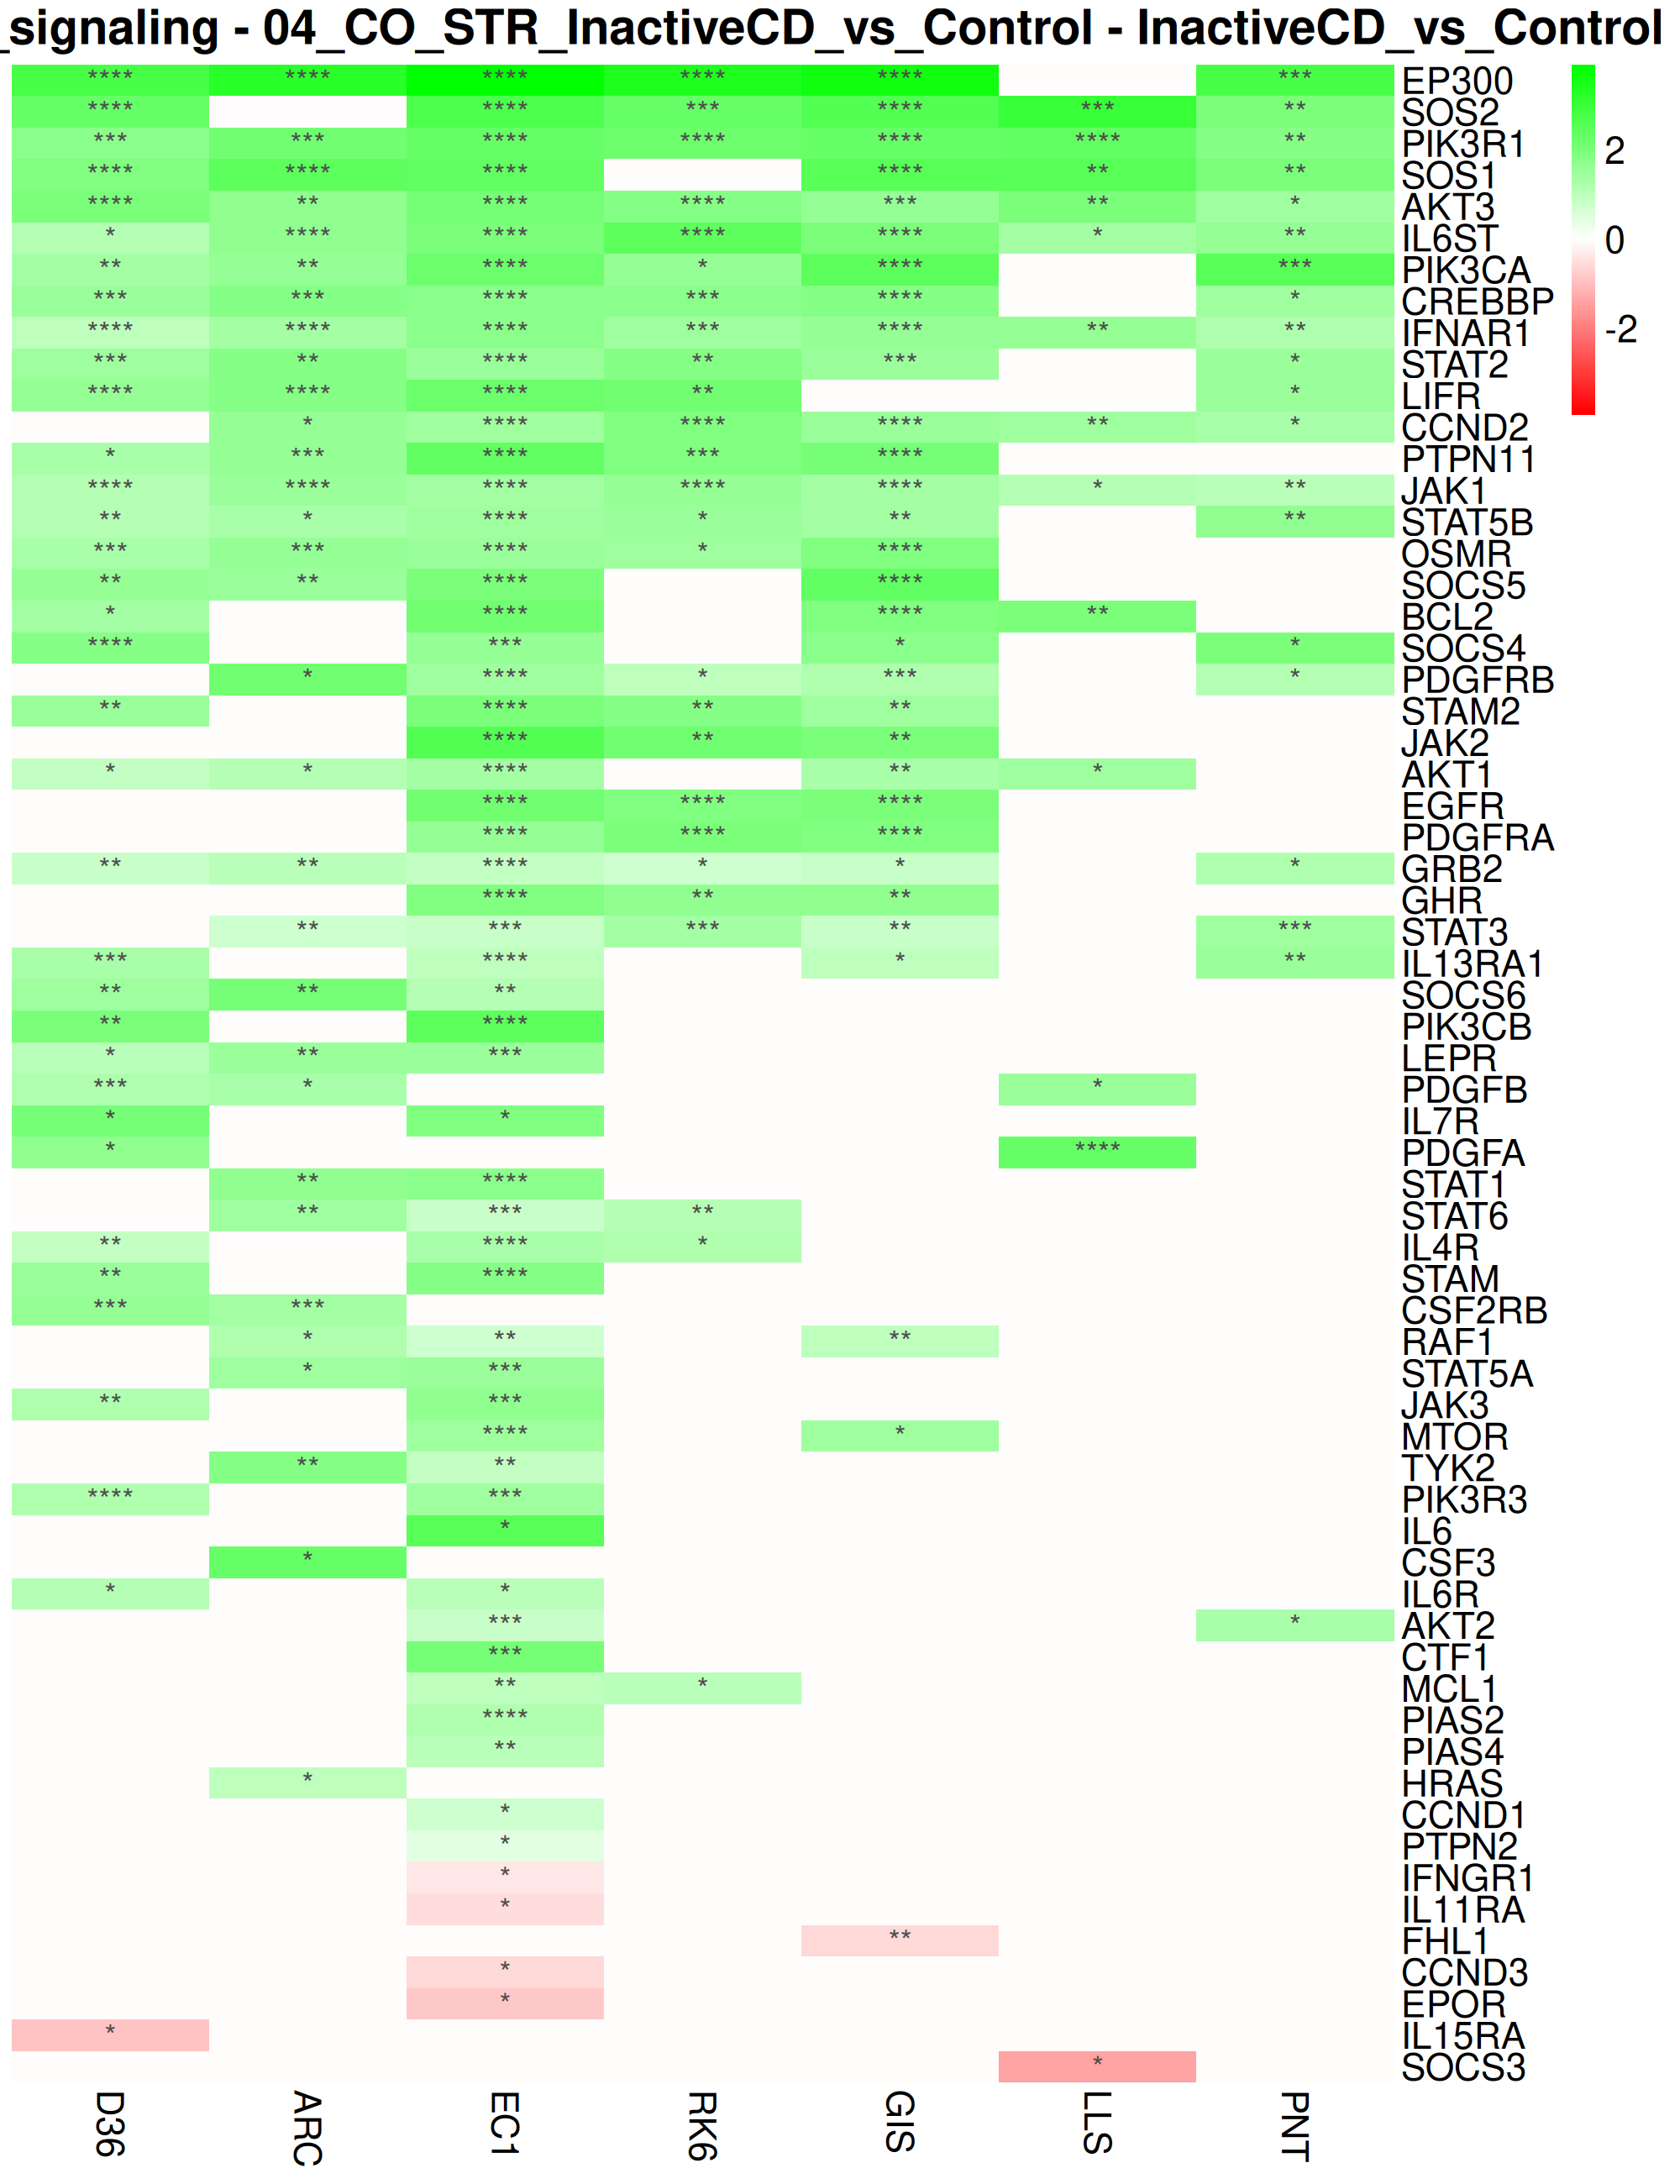 _signaling - 04_CO_STR_InactiveCD_vs_Control - InactiveCD_vs_Control
**** **** **** **** **** *** EP300
**** **** *** **** *** ** SOS2
*** *** **** **** **** **** ** PIK3R1
**** **** **** **** ** ** SOS1
**** ** **** **** *** ** * AKT3
* **** **** **** **** * ** IL6ST
** ** **** * **** *** PIK3CA
*** *** **** *** **** * CREBBP
**** **** **** *** **** ** ** IFNAR1
*** ** **** ** *** * STAT2
**** **** **** ** * LIFR
* **** **** **** ** * CCND2
* *** **** *** **** PTPN11
**** **** **** **** **** * ** JAK1
** * **** * ** ** STAT5B
*** *** **** * **** OSMR
** ** **** **** SOCS5
* **** **** ** BCL2
**** *** * * SOCS4
* **** * *** * PDGFRB
** **** ** ** STAM2
**** ** ** JAK2
* * **** ** * AKT1
**** **** **** EGFR
**** **** **** PDGFRA
** ** **** * * * GRB2
**** ** ** GHR
** *** *** ** *** STAT3
*** **** * ** IL13RA1
** ** ** SOCS6
** **** PIK3CB
* ** *** LEPR
*** * * PDGFB
* * IL7R
* **** PDGFA
** **** STAT1
** *** ** STAT6
** **** * IL4R
** **** STAM
*** *** CSF2RB
* ** ** RAF1
* *** STAT5A
** *** JAK3
**** * MTOR
** ** TYK2
**** *** PIK3R3
* IL6
* CSF3
* * IL6R
*** * AKT2
*** CTF1
** * MCL1
**** PIAS2
** PIAS4
* HRAS
* CCND1
* PTPN2
* IFNGR1
* IL11RA
** FHL1
* CCND3
* EPOR
* IL15RA
* SOCS3
D36 ARC EC1 RK6 GIS LLS PNT
2
0
-2